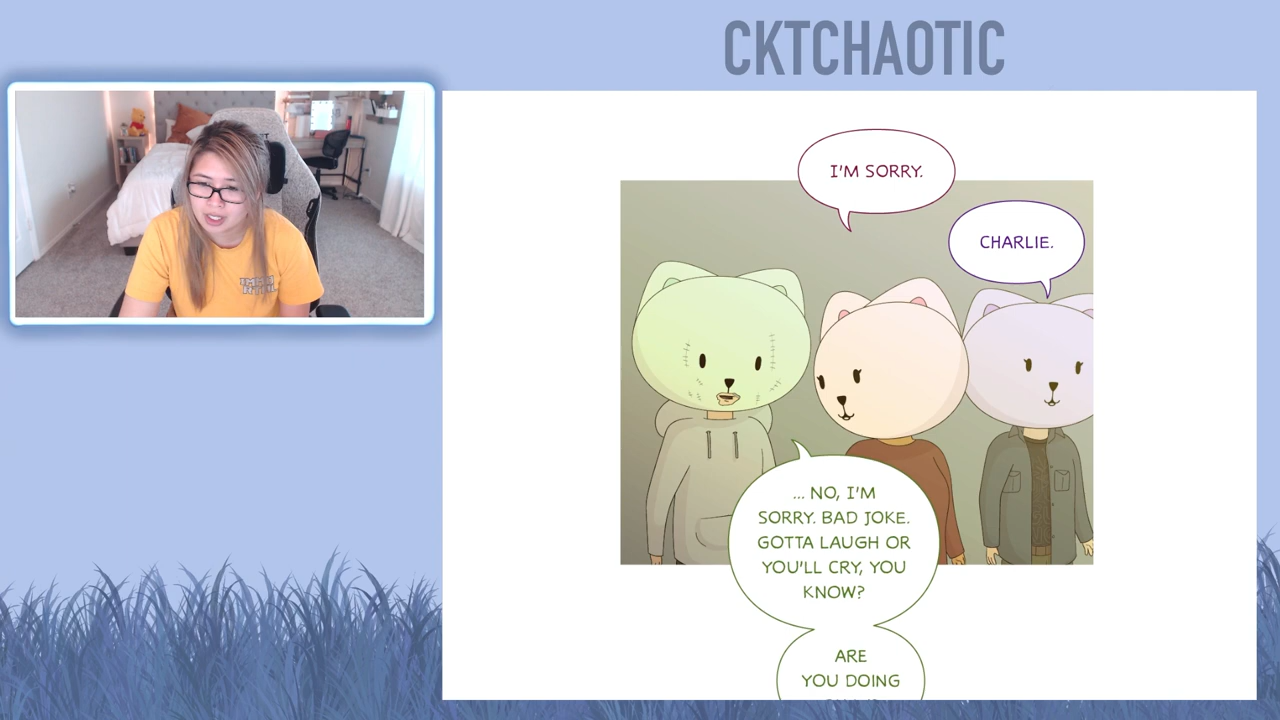 CKTCHAOTIC
I'M SORRY.
CHARLIE.
... NO, I'M
SORRY. BAD JOKE.
GOTTA LAUGH OR
YOU'LL CRY, YOU
KNOW?
ARE
YOU DOING